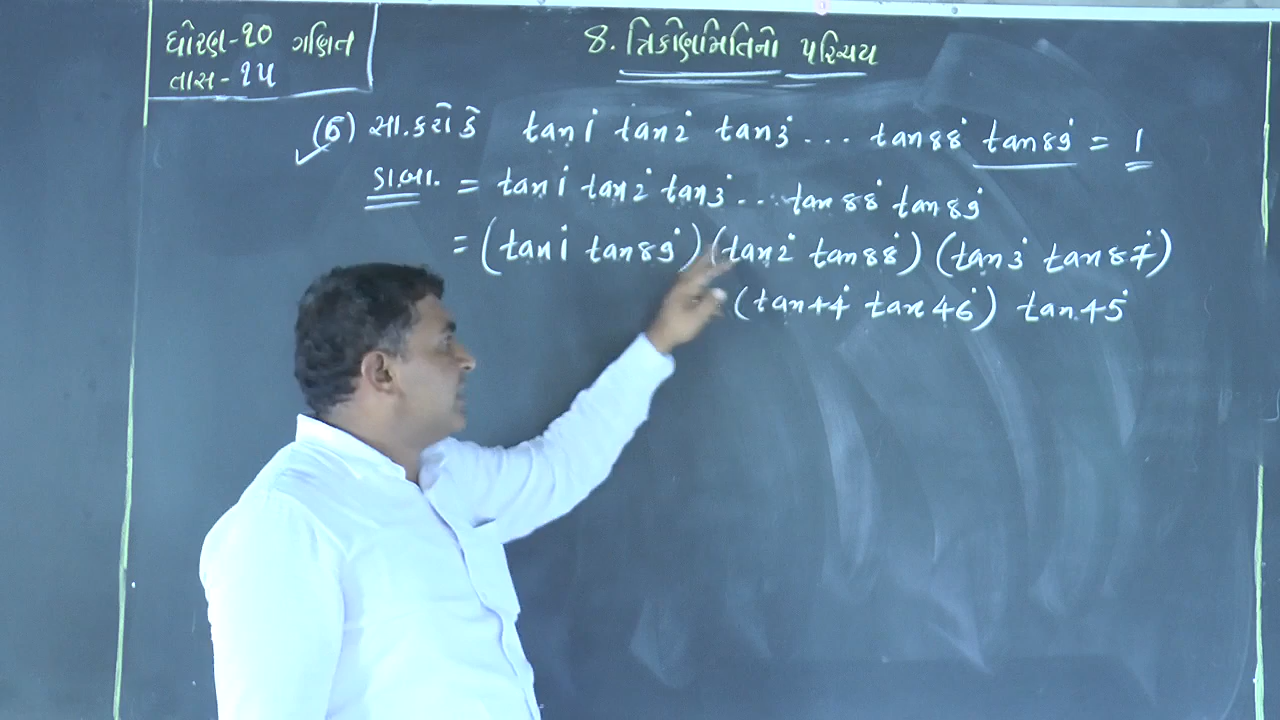 ધોરણ-૧૦ ગણિત
તાસ-૧૫
8. ત્રિકોણમિતિનો પરિચય
(6) સા.કરો કે tan1° tan2° tan3° ... tan88° tan89° = 1
ડા.બા. = tan1° tan2° tan3° ... tan88° tan89°
= (tan1° tan89°) (tan2° tan88°) (tan3° tan87°)
(tan44° tan46°) tan45°